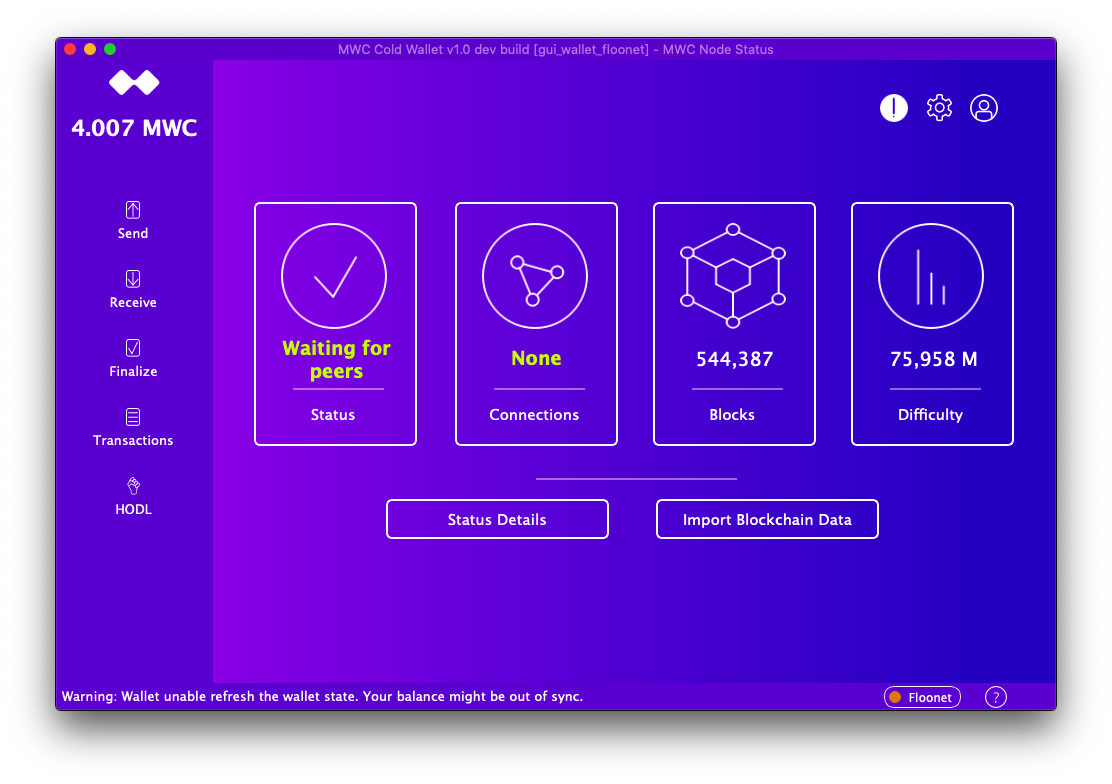 MWC Cold Wallet v1.0 dev build [gui_wallet_floonet] - MWC Node Status
4.007 MWC
Send
Receive
Finalize
Transactions
HODL
Waiting for
peers
Status
None
Connections
544,387
Blocks
75,958 M
Difficulty
Status Details
Import Blockchain Data
Warning: Wallet unable refresh the wallet state. Your balance might be out of sync.
Floonet
?